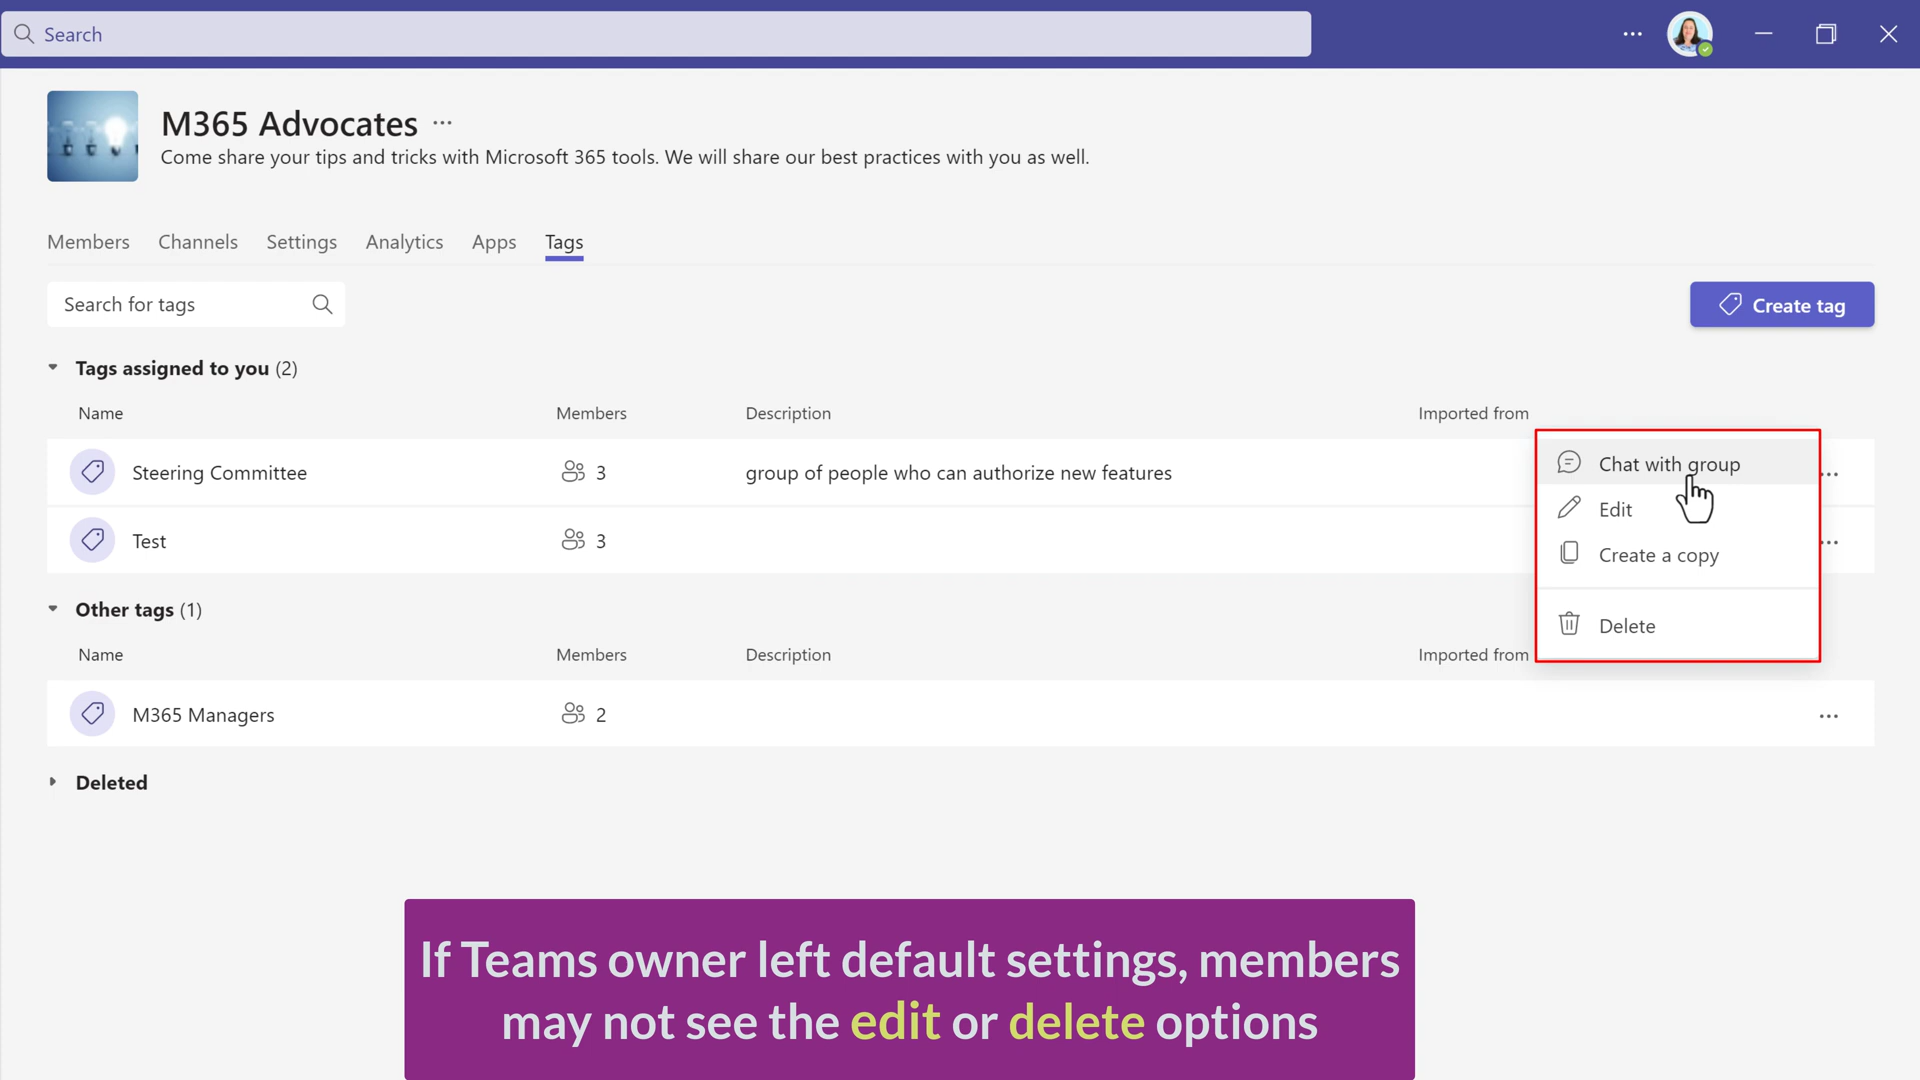 Search
M365 Advocates
Come share your tips and tricks with Microsoft 365 tools. We will share our best practices with you as well.
Members Channels Settings Analytics Apps Tags
Search for tags
Create tag
Tags assigned to you (2)
Name Members Description Imported from
Steering Committee 3 group of people who can authorize new features
Test 3
Chat with group
Edit
Create a copy
Delete
Other tags (1)
Name Members Description Imported from
M365 Managers 2
Deleted
If Teams owner left default settings, members
may not see the edit or delete options